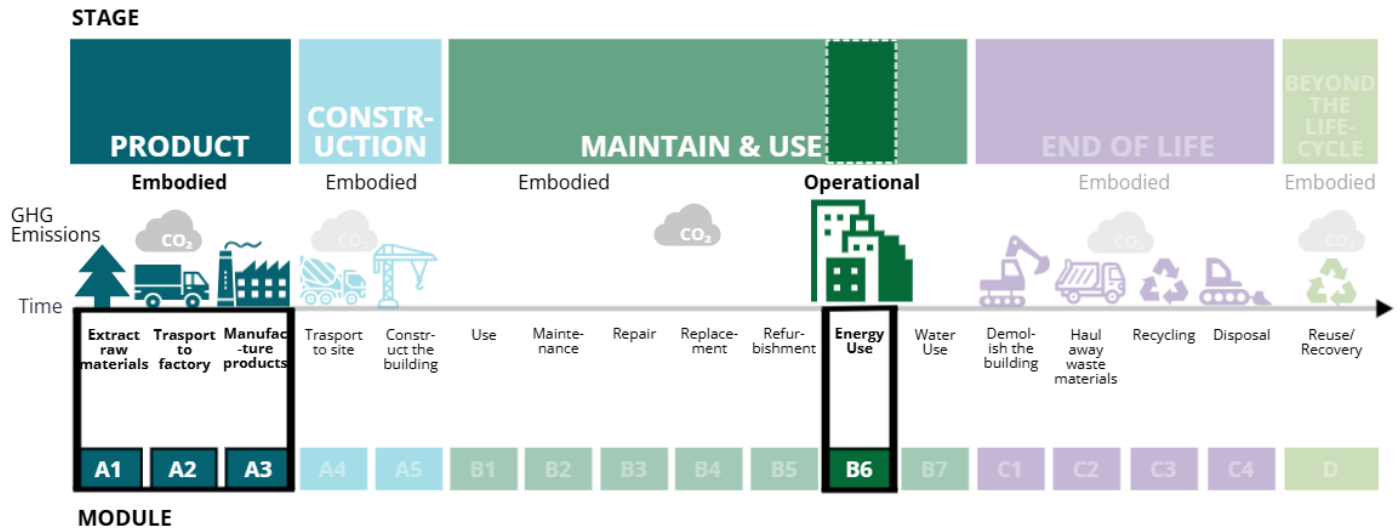 STAGE
PRODUCT
CONSTR-
UCTION
MAINTAIN & USE
END OF LIFE
BEYOND
THE
LIFE-
CYCLE
Embodied
Embodied
Embodied
Operational
Embodied
Embodied
GHG
Emissions
CO₂
CO₂
CO₂
CO₂
CO₂
Time
Extract
raw
materials
Trasport
to
factory
Manufac-
-ture
products
Trasport
to site
Constr-
uct the
building
Use
Mainte-
nance
Repair
Replace-
ment
Refur-
bishment
Energy
Use
Water
Use
Demol-
ish the
building
Haul
away
waste
materials
Recycling
Disposal
Reuse/
Recovery
A1
A2
A3
A4
A5
B1
B2
B3
B4
B5
B6
B7
C1
C2
C3
C4
D
MODULE